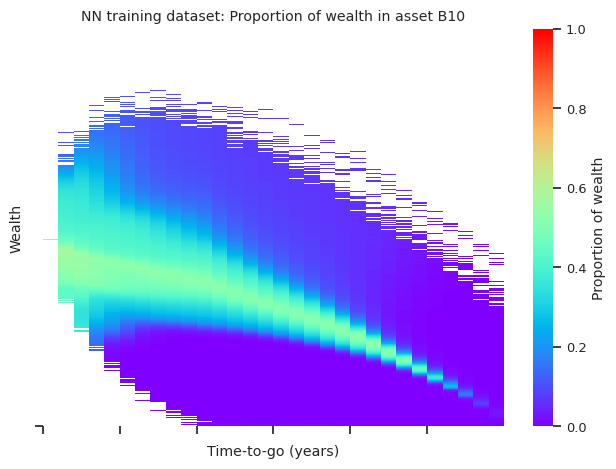 NN training dataset: Proportion of wealth in asset B10
Wealth
Time-to-go (years)
1.0
0.8
0.6
0.4
0.2
0.0
Proportion of wealth